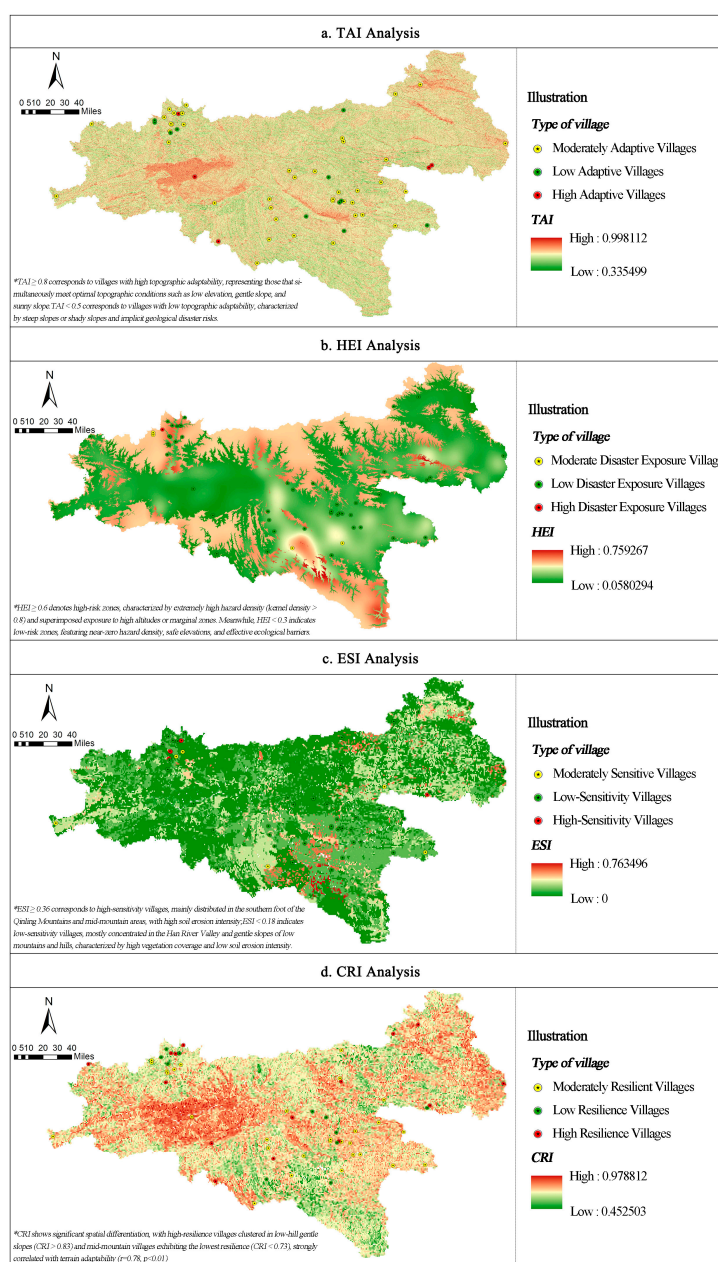 a. TAI Analysis
N
0 510 20 30 40
Miles
Illustration
Type of village
Moderately Adaptive Villages
Low Adaptive Villages
High Adaptive Villages
TAI
High : 0.998112
Low : 0.335499
*TAI ≥ 0.8 corresponds to villages with high topographic adaptability, representing those that si-
multaneously meet optimal topographic conditions such as low elevation, gentle slope, and
sunny slope.TAI < 0.5 corresponds to villages with low topographic adaptability, characterized
by steep slopes or shady slopes and implicit geological disaster risks.
b. HEI Analysis
N
0 510 20 30 40
Miles
Illustration
Type of village
Moderate Disaster Exposure Villag
Low Disaster Exposure Villages
High Disaster Exposure Villages
HEI
High : 0.759267
Low : 0.0580294
*HEI ≥ 0.6 denotes high-risk zones, characterized by extremely high hazard density (kernel density >
0.8) and superimposed exposure to high altitudes or marginal zones. Meanwhile, HEI < 0.3 indicates
low-risk zones, featuring near-zero hazard density, safe elevations, and effective ecological barriers.
c. ESI Analysis
N
0 510 20 30 40
Miles
Illustration
Type of village
Moderately Sensitive Villages
Low-Sensitivity Villages
High-Sensitivity Villages
ESI
High : 0.763496
Low : 0
*ESI ≥ 0.36 corresponds to high-sensitivity villages, mainly distributed in the southern foot of the
Qinling Mountains and mid-mountain areas, with high soil erosion intensity;ESI < 0.18 indicates
low-sensitivity villages, mostly concentrated in the Han River Valley and gentle slopes of low
mountains and hills, characterized by high vegetation coverage and low soil erosion intensity.
d. CRI Analysis
N
0 510 20 30 40
Miles
Illustration
Type of village
Moderately Resilient Villages
Low Resilience Villages
High Resilience Villages
CRI
High : 0.978812
Low : 0.452503
*CRI shows significant spatial differentiation, with high-resilience villages clustered in low-hill gentle
slopes (CRI > 0.83) and mid-mountain villages exhibiting the lowest resilience (CRI < 0.73), strongly
correlated with terrain adaptability (r=0.78, p<0.01)